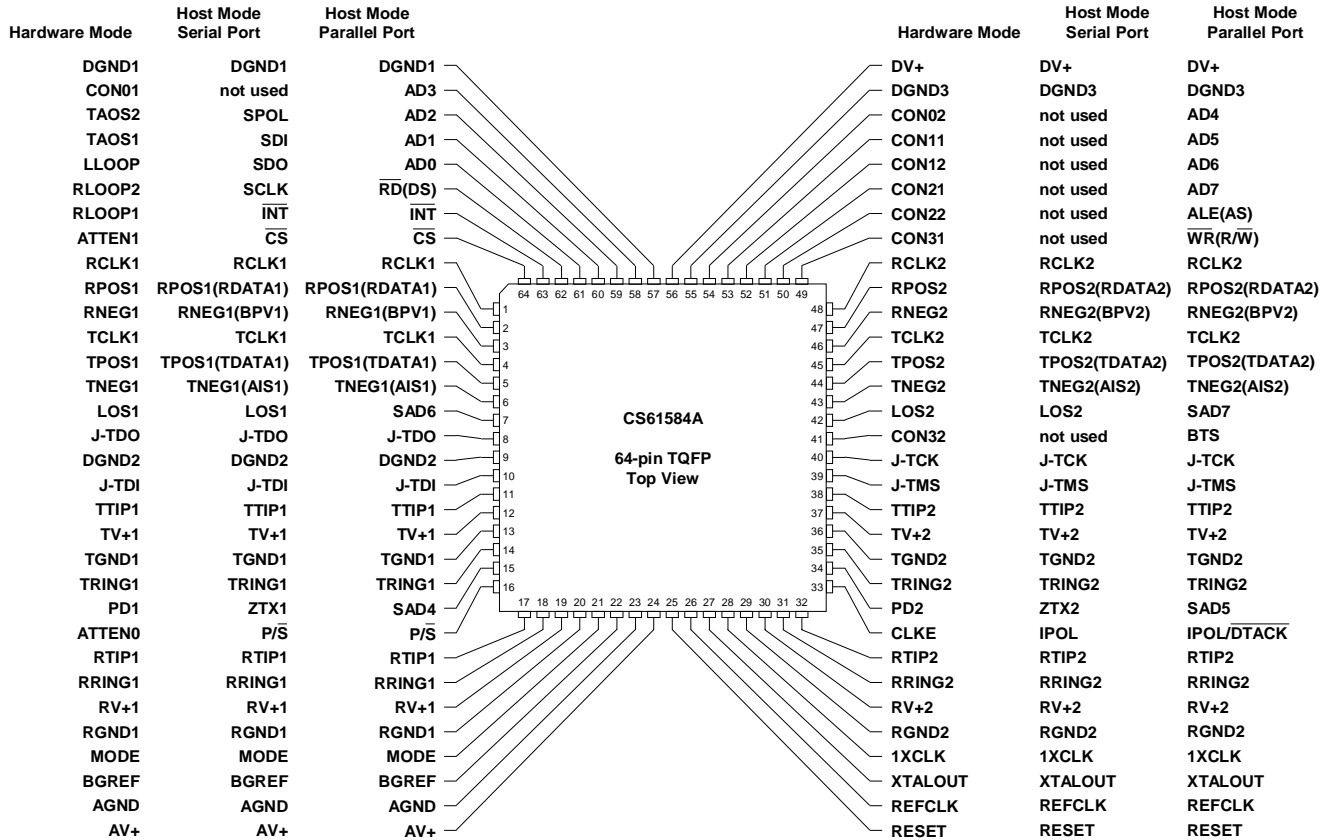 Hardware Mode Host Mode Serial Port Host Mode Parallel Port
DGND1 DGND1 DGND1
CON01 not used AD3
TAOS2 SPOL AD2
TAOS1 SDI AD1
LLOOP SDO AD0
RLOOP2 SCLK R̅D̅(DS)
RLOOP1 I̅N̅T̅ I̅N̅T̅
ATTEN1 C̅S̅ C̅S̅
RCLK1 RCLK1 RCLK1
RPOS1 RPOS1(RDATA1) RPOS1(RDATA1)
RNEG1 RNEG1(BPV1) RNEG1(BPV1)
TCLK1 TCLK1 TCLK1
TPOS1 TPOS1(TDATA1) TPOS1(TDATA1)
TNEG1 TNEG1(AIS1) TNEG1(AIS1)
LOS1 LOS1 SAD6
J-TDO J-TDO J-TDO
DGND2 DGND2 DGND2
J-TDI J-TDI J-TDI
TTIP1 TTIP1 TTIP1
TV+1 TV+1 TV+1
TGND1 TGND1 TGND1
TRING1 TRING1 TRING1
PD1 ZTX1 SAD4
ATTEN0 P/S̅ P/S̅
RTIP1 RTIP1 RTIP1
RRING1 RRING1 RRING1
RV+1 RV+1 RV+1
RGND1 RGND1 RGND1
MODE MODE MODE
BGREF BGREF BGREF
AGND AGND AGND
AV+ AV+ AV+
64 63 62 61 60 59 58 57 56 55 54 53 52 51 50 49
1 48
2 47
3 46
4 45
5 44
6 43
7 42
8 41
9 40
10 39
11 38
12 37
13 36
14 35
15 34
16 33
17 18 19 20 21 22 23 24 25 26 27 28 29 30 31 32
CS61584A
64-pin TQFP
Top View
Hardware Mode Host Mode Serial Port Host Mode Parallel Port
DV+ DV+ DV+
DGND3 DGND3 DGND3
CON02 not used AD4
CON11 not used AD5
CON12 not used AD6
CON21 not used AD7
CON22 not used ALE(AS)
CON31 not used W̅R̅(R/W̅)
RCLK2 RCLK2 RCLK2
RPOS2 RPOS2(RDATA2) RPOS2(RDATA2)
RNEG2 RNEG2(BPV2) RNEG2(BPV2)
TCLK2 TCLK2 TCLK2
TPOS2 TPOS2(TDATA2) TPOS2(TDATA2)
TNEG2 TNEG2(AIS2) TNEG2(AIS2)
LOS2 LOS2 SAD7
CON32 not used BTS
J-TCK J-TCK J-TCK
J-TMS J-TMS J-TMS
TTIP2 TTIP2 TTIP2
TV+2 TV+2 TV+2
TGND2 TGND2 TGND2
TRING2 TRING2 TRING2
PD2 ZTX2 SAD5
CLKE IPOL IPOL/D̅T̅A̅C̅K̅
RTIP2 RTIP2 RTIP2
RRING2 RRING2 RRING2
RV+2 RV+2 RV+2
RGND2 RGND2 RGND2
1XCLK 1XCLK 1XCLK
XTALOUT XTALOUT XTALOUT
REFCLK REFCLK REFCLK
RESET RESET RESET